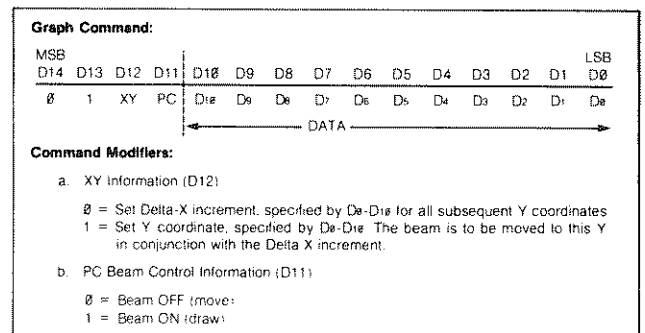 Graph Command:
MSB LSB
D14 D13 D12 D11 D10 D9 D8 D7 D6 D5 D4 D3 D2 D1 D0
0 1 XY PC D10 D9 D8 D7 D6 D5 D4 D3 D2 D1 D0
DATA
Command Modifiers:
a. XY Information (D12)
0 = Set Delta-X increment, specified by D0-D10 for all subsequent Y coordinates
1 = Set Y coordinate, specified by D0-D10 The beam is to be moved to this Y
in conjunction with the Delta X increment.
b. PC Beam Control Information (D11)
0 = Beam OFF (move)
1 = Beam ON (draw)